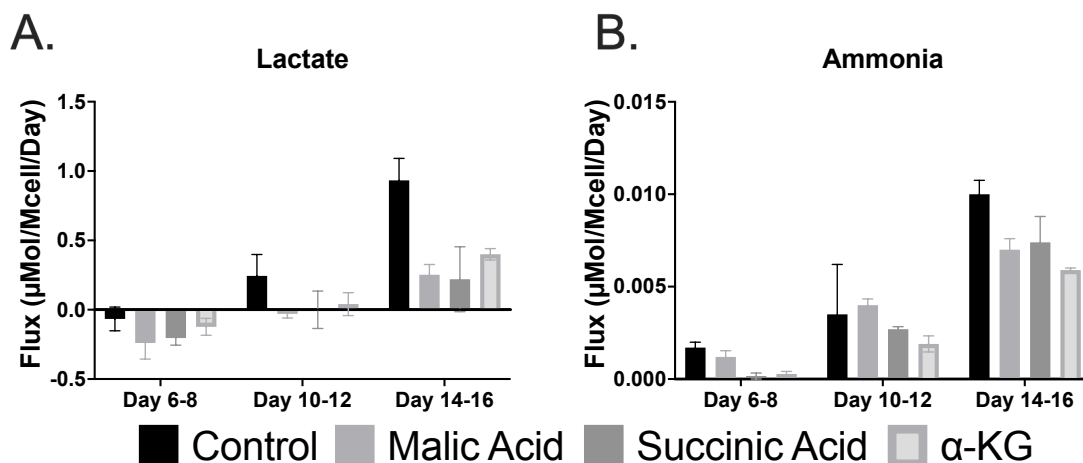 A.
Lactate
Flux (µMol/Mcell/Day)
1.5
1.0
0.5
0.0
-0.5
Day 6-8 Day 10-12 Day 14-16
B.
Ammonia
Flux (µMol/Mcell/Day)
0.015
0.010
0.005
0.000
Day 6-8 Day 10-12 Day 14-16
Control Malic Acid Succinic Acid α-KG